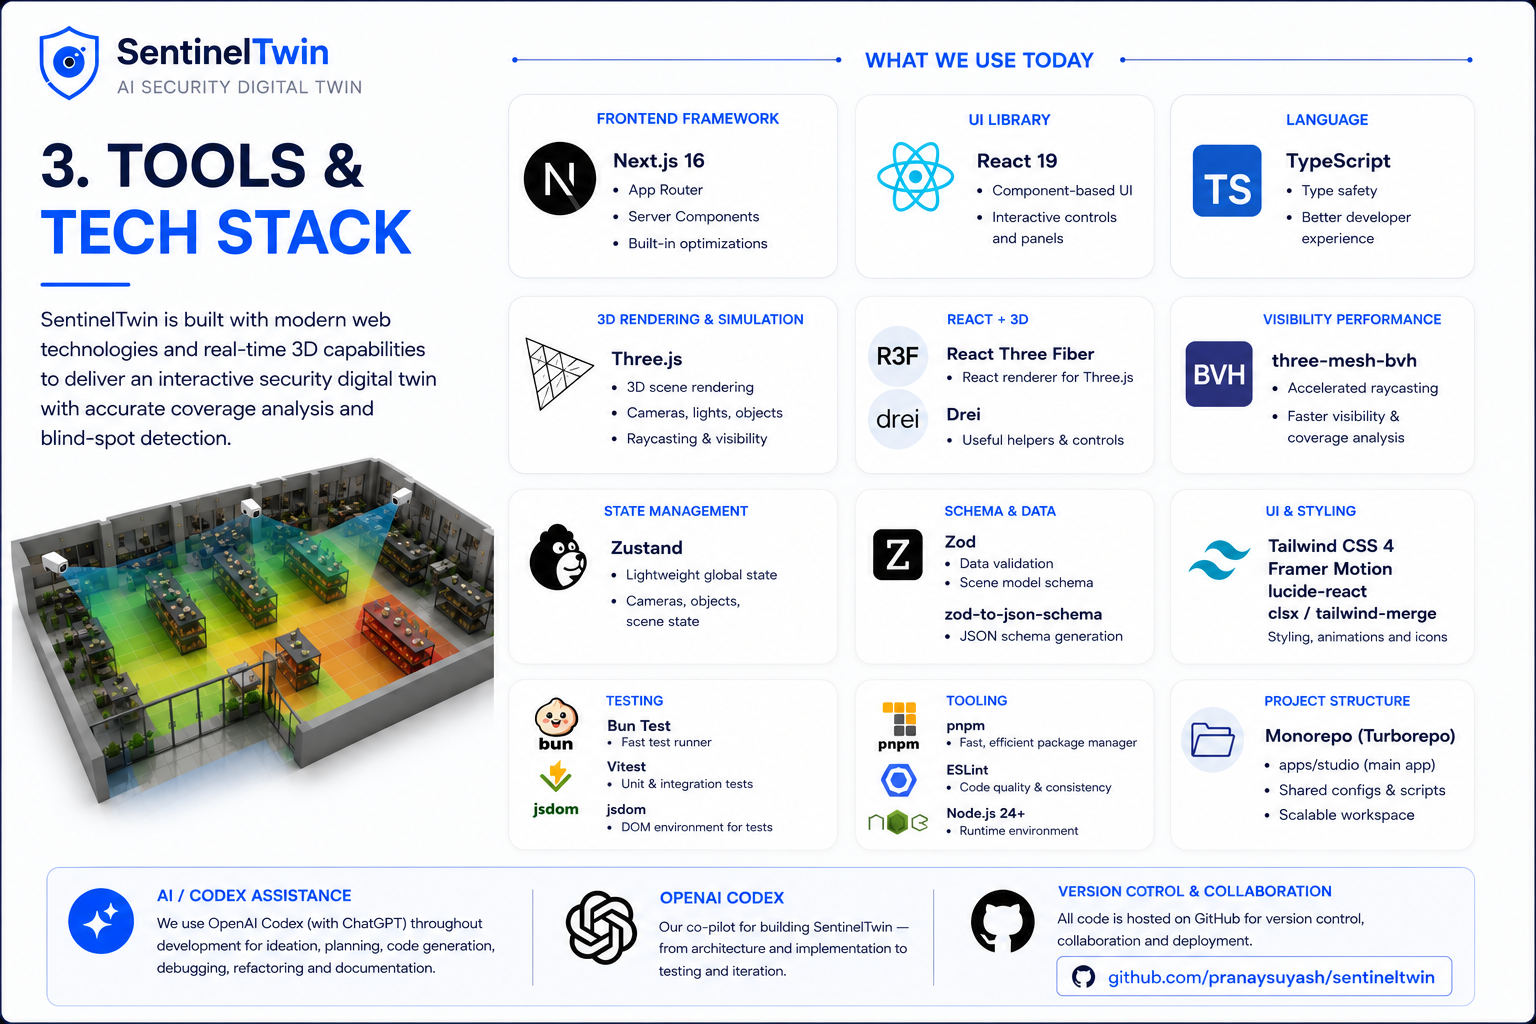 SentinelTwin
AI SECURITY DIGITAL TWIN
3. TOOLS &
TECH STACK
SentinelTwin is built with modern web
technologies and real-time 3D capabilities
to deliver an interactive security digital twin
with accurate coverage analysis and
blind-spot detection.
WHAT WE USE TODAY
FRONTEND FRAMEWORK
N
Next.js 16
• App Router
• Server Components
• Built-in optimizations
UI LIBRARY
React 19
• Component-based UI
• Interactive controls
and panels
LANGUAGE
TS
TypeScript
• Type safety
• Better developer
experience
3D RENDERING & SIMULATION
Three.js
• 3D scene rendering
• Cameras, lights, objects
• Raycasting & visibility
REACT + 3D
R3F
React Three Fiber
• React renderer for Three.js
drei
Drei
• Useful helpers & controls
VISIBILITY PERFORMANCE
BVH
three-mesh-bvh
• Accelerated raycasting
• Faster visibility &
coverage analysis
STATE MANAGEMENT
Zustand
• Lightweight global state
• Cameras, objects,
scene state
SCHEMA & DATA
Z
Zod
• Data validation
• Scene model schema
zod-to-json-schema
• JSON schema generation
UI & STYLING
Tailwind CSS 4
Framer Motion
lucide-react
clsx / tailwind-merge
Styling, animations and icons
TESTING
bun
Bun Test
• Fast test runner
Vitest
• Unit & integration tests
jsdom
jsdom
• DOM environment for tests
TOOLING
pnpm
pnpm
• Fast, efficient package manager
ESLint
• Code quality & consistency
Node.js 24+
• Runtime environment
PROJECT STRUCTURE
Monorepo (Turborepo)
• apps/studio (main app)
• Shared configs & scripts
• Scalable workspace
AI / CODEX ASSISTANCE
We use OpenAI Codex (with ChatGPT) throughout
development for ideation, planning, code generation,
debugging, refactoring and documentation.
OPENAI CODEX
Our co-pilot for building SentinelTwin —
from architecture and implementation to
testing and iteration.
VERSION COTROL & COLLABORATION
All code is hosted on GitHub for version control,
collaboration and deployment.
github.com/pranaysuyash/sentineltwin